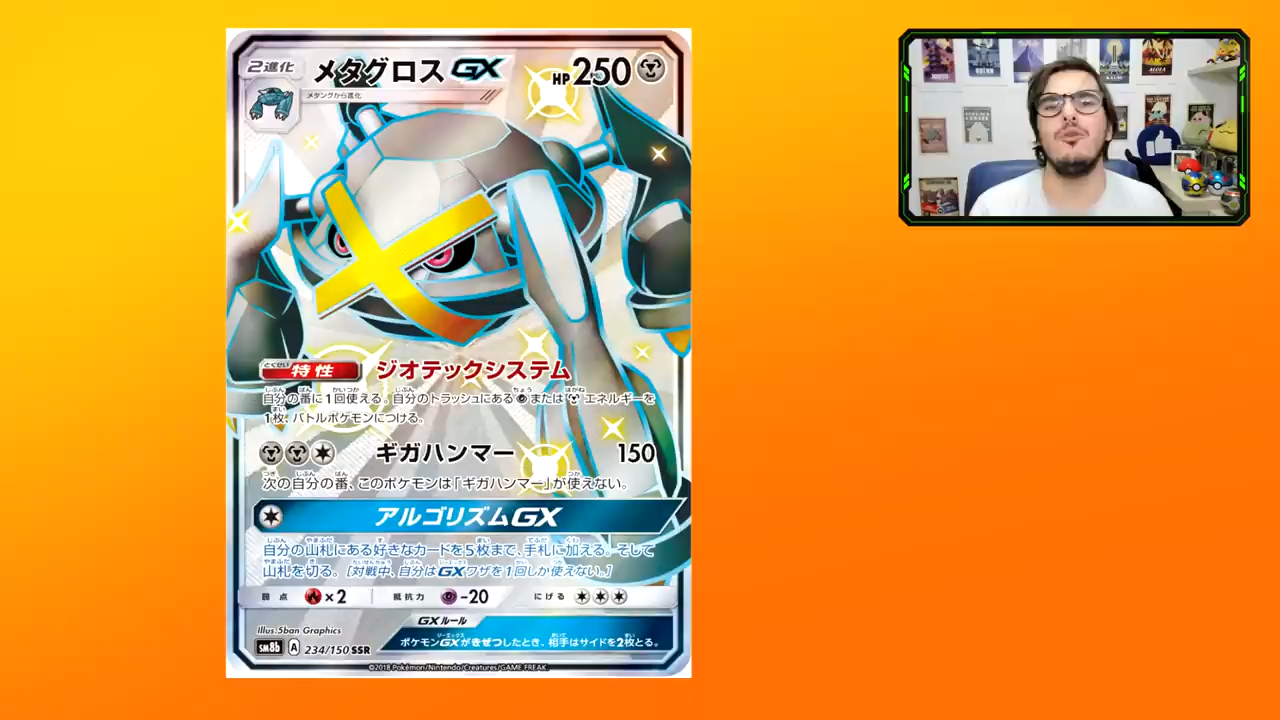 2進化 メタグロスGX HP250
メタングから進化
とくせい
特性 ジオテックシステム
自分の番に1回使える。自分のトラッシュにあるまたはエネルギーを
1枚、バトルポケモンにつける。
ギガハンマー 150
次の自分の番、このポケモンは「ギガハンマー」が使えない。
アルゴリズムGX
自分の山札にある好きなカードを5枚まで、手札に加える。そして
山札を切る。[対戦中、自分はGXワザを1回しか使えない。]
弱点 ×2 抵抗力 -20 にげる
GXルール
ポケモンGXがきぜつしたとき、相手はサイドを2枚とる。
Illus.5ban Graphics
SM8b A 234/150 SSR
©2018 Pokémon/Nintendo/Creatures/GAME FREAK.